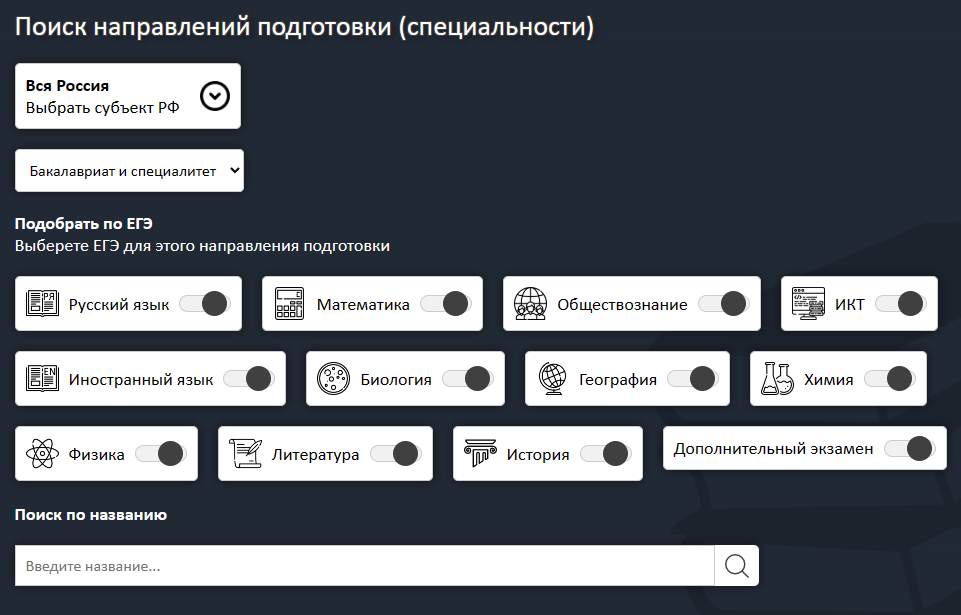 Поиск направлений подготовки (специальности)
Вся Россия
Выбрать субъект РФ
Бакалавриат и специалитет
Подобрать по ЕГЭ
Выберете ЕГЭ для этого направления подготовки
РЯ Русский язык
Математика
Обществознание
ИКТ
EN Иностранный язык
Биология
География
Химия
Физика
Литература
История
Дополнительный экзамен
Поиск по названию
Введите название...